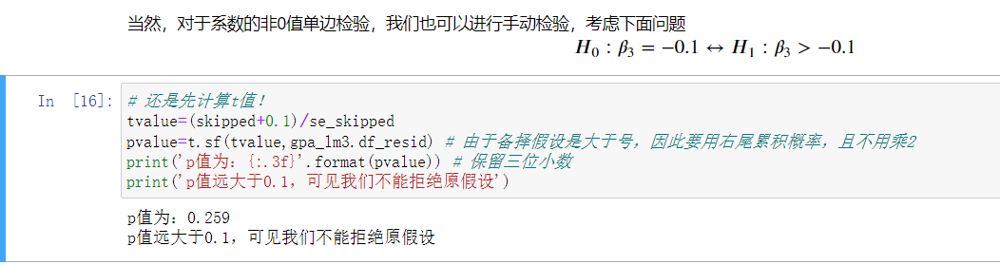 当然，对于系数的非0值单边检验，我们也可以进行手动检验，考虑下面问题
H₀ : β₃ = −0.1 ↔ H₁ : β₃ > −0.1
In [16]: # 还是先计算t值！
tvalue=(skipped+0.1)/se_skipped
pvalue=t.sf(tvalue,gpa_lm3.df_resid) # 由于备择假设是大于号，因此要用右尾累积概率，且不用乘2
print('p值为：{:.3f}'.format(pvalue)) # 保留三位小数
print('p值远大于0.1，可见我们不能拒绝原假设')
p值为：0.259
p值远大于0.1，可见我们不能拒绝原假设